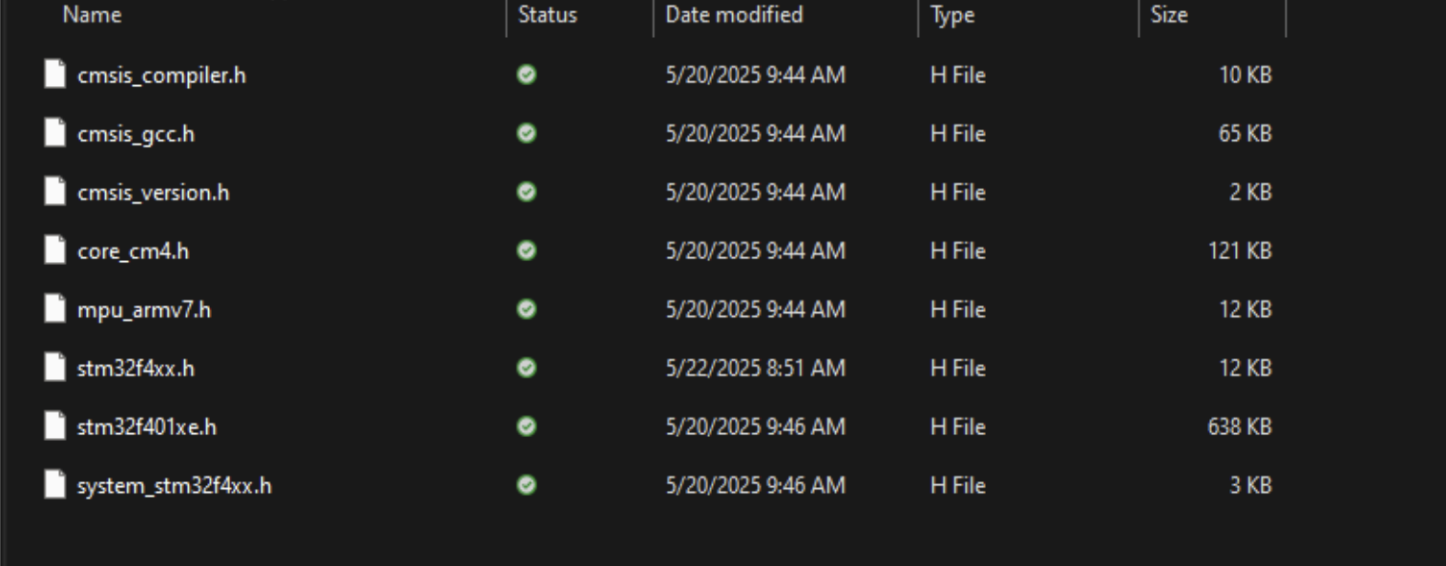 Name Status Date modified Type Size
cmsis_compiler.h 5/20/2025 9:44 AM H File 10 KB
cmsis_gcc.h 5/20/2025 9:44 AM H File 65 KB
cmsis_version.h 5/20/2025 9:44 AM H File 2 KB
core_cm4.h 5/20/2025 9:44 AM H File 121 KB
mpu_armv7.h 5/20/2025 9:44 AM H File 12 KB
stm32f4xx.h 5/22/2025 8:51 AM H File 12 KB
stm32f401xe.h 5/20/2025 9:46 AM H File 638 KB
system_stm32f4xx.h 5/20/2025 9:46 AM H File 3 KB